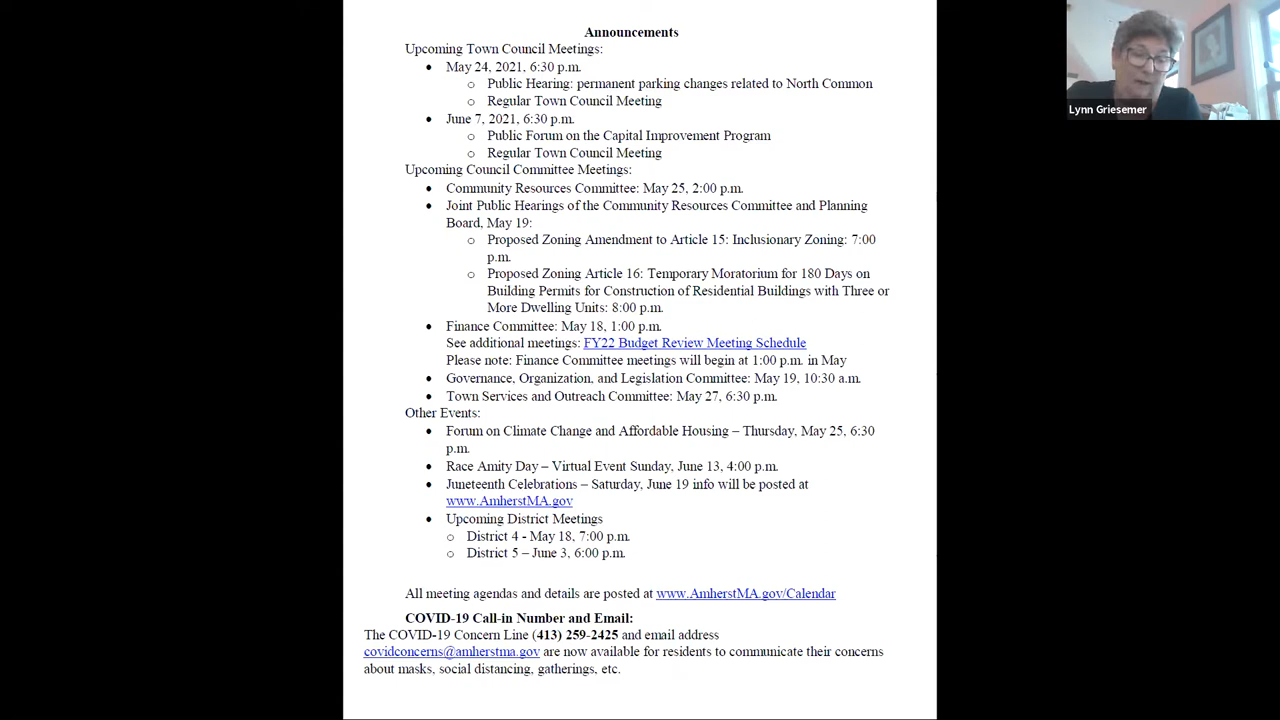 Announcements
Upcoming Town Council Meetings:
• May 24, 2021, 6:30 p.m.
o Public Hearing: permanent parking changes related to North Common
o Regular Town Council Meeting
• June 7, 2021, 6:30 p.m.
o Public Forum on the Capital Improvement Program
o Regular Town Council Meeting
Upcoming Council Committee Meetings:
• Community Resources Committee: May 25, 2:00 p.m.
• Joint Public Hearings of the Community Resources Committee and Planning
Board, May 19:
o Proposed Zoning Amendment to Article 15: Inclusionary Zoning: 7:00
p.m.
o Proposed Zoning Article 16: Temporary Moratorium for 180 Days on
Building Permits for Construction of Residential Buildings with Three or
More Dwelling Units: 8:00 p.m.
• Finance Committee: May 18, 1:00 p.m.
See additional meetings: FY22 Budget Review Meeting Schedule
Please note: Finance Committee meetings will begin at 1:00 p.m. in May
• Governance, Organization, and Legislation Committee: May 19, 10:30 a.m.
• Town Services and Outreach Committee: May 27, 6:30 p.m.
Other Events:
• Forum on Climate Change and Affordable Housing – Thursday, May 25, 6:30
p.m.
• Race Amity Day – Virtual Event Sunday, June 13, 4:00 p.m.
• Juneteenth Celebrations – Saturday, June 19 info will be posted at
www.AmherstMA.gov
• Upcoming District Meetings
o District 4 - May 18, 7:00 p.m.
o District 5 – June 3, 6:00 p.m.
All meeting agendas and details are posted at www.AmherstMA.gov/Calendar
COVID-19 Call-in Number and Email:
The COVID-19 Concern Line (413) 259-2425 and email address
covidconcerns@amherstma.gov are now available for residents to communicate their concerns
about masks, social distancing, gatherings, etc.
Lynn Griesemer